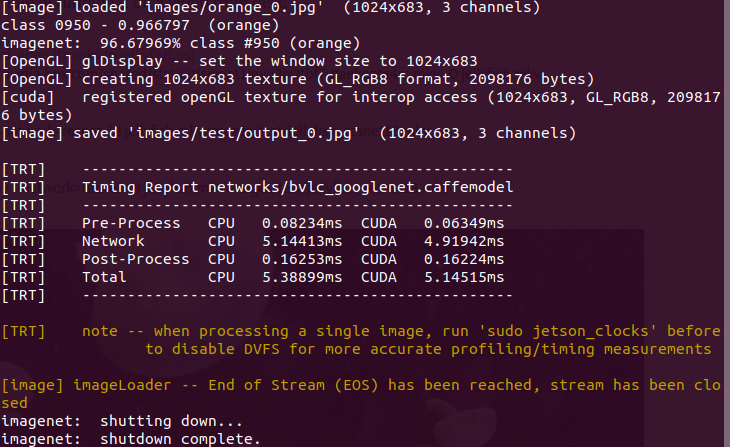 [image] loaded 'images/orange_0.jpg'  (1024x683, 3 channels)
class 0950 - 0.966797  (orange)
imagenet:  96.67969% class #950 (orange)
[OpenGL] glDisplay -- set the window size to 1024x683
[OpenGL] creating 1024x683 texture (GL_RGB8 format, 2098176 bytes)
[cuda]   registered openGL texture for interop access (1024x683, GL_RGB8, 209817
6 bytes)
[image] saved 'images/test/output_0.jpg'  (1024x683, 3 channels)
[TRT]    ------------------------------------------------
[TRT]    Timing Report networks/bvlc_googlenet.caffemodel
[TRT]    ------------------------------------------------
[TRT]    Pre-Process   CPU   0.08234ms  CUDA   0.06349ms
[TRT]    Network       CPU   5.14413ms  CUDA   4.91942ms
[TRT]    Post-Process  CPU   0.16253ms  CUDA   0.16224ms
[TRT]    Total         CPU   5.38899ms  CUDA   5.14515ms
[TRT]    ------------------------------------------------
[TRT]    note -- when processing a single image, run 'sudo jetson_clocks' before
                to disable DVFS for more accurate profiling/timing measurements
[image] imageLoader -- End of Stream (EOS) has been reached, stream has been clo
sed
imagenet:  shutting down...
imagenet:  shutdown complete.